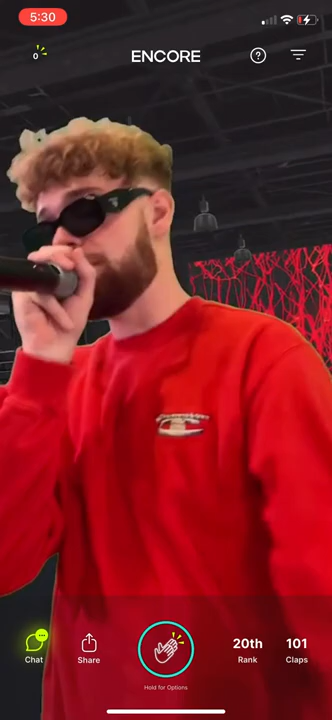 5:30
0
ENCORE
?
Chat
Share
20th
Rank
101
Claps
Hold for Options